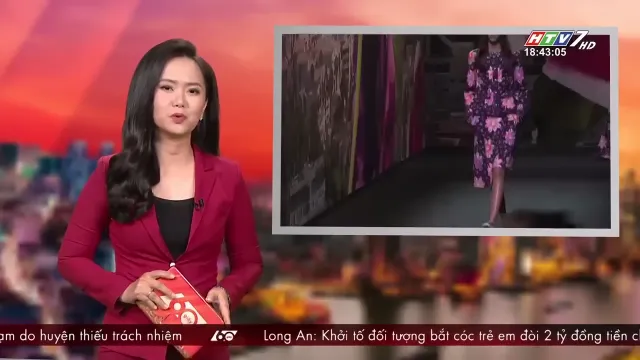 HTV7 HD
18:43:05
ạm do huyện thiếu trách nhiệm
60
Long An: Khởi tố đối tượng bắt cóc trẻ em đòi 2 tỷ đồng tiền c